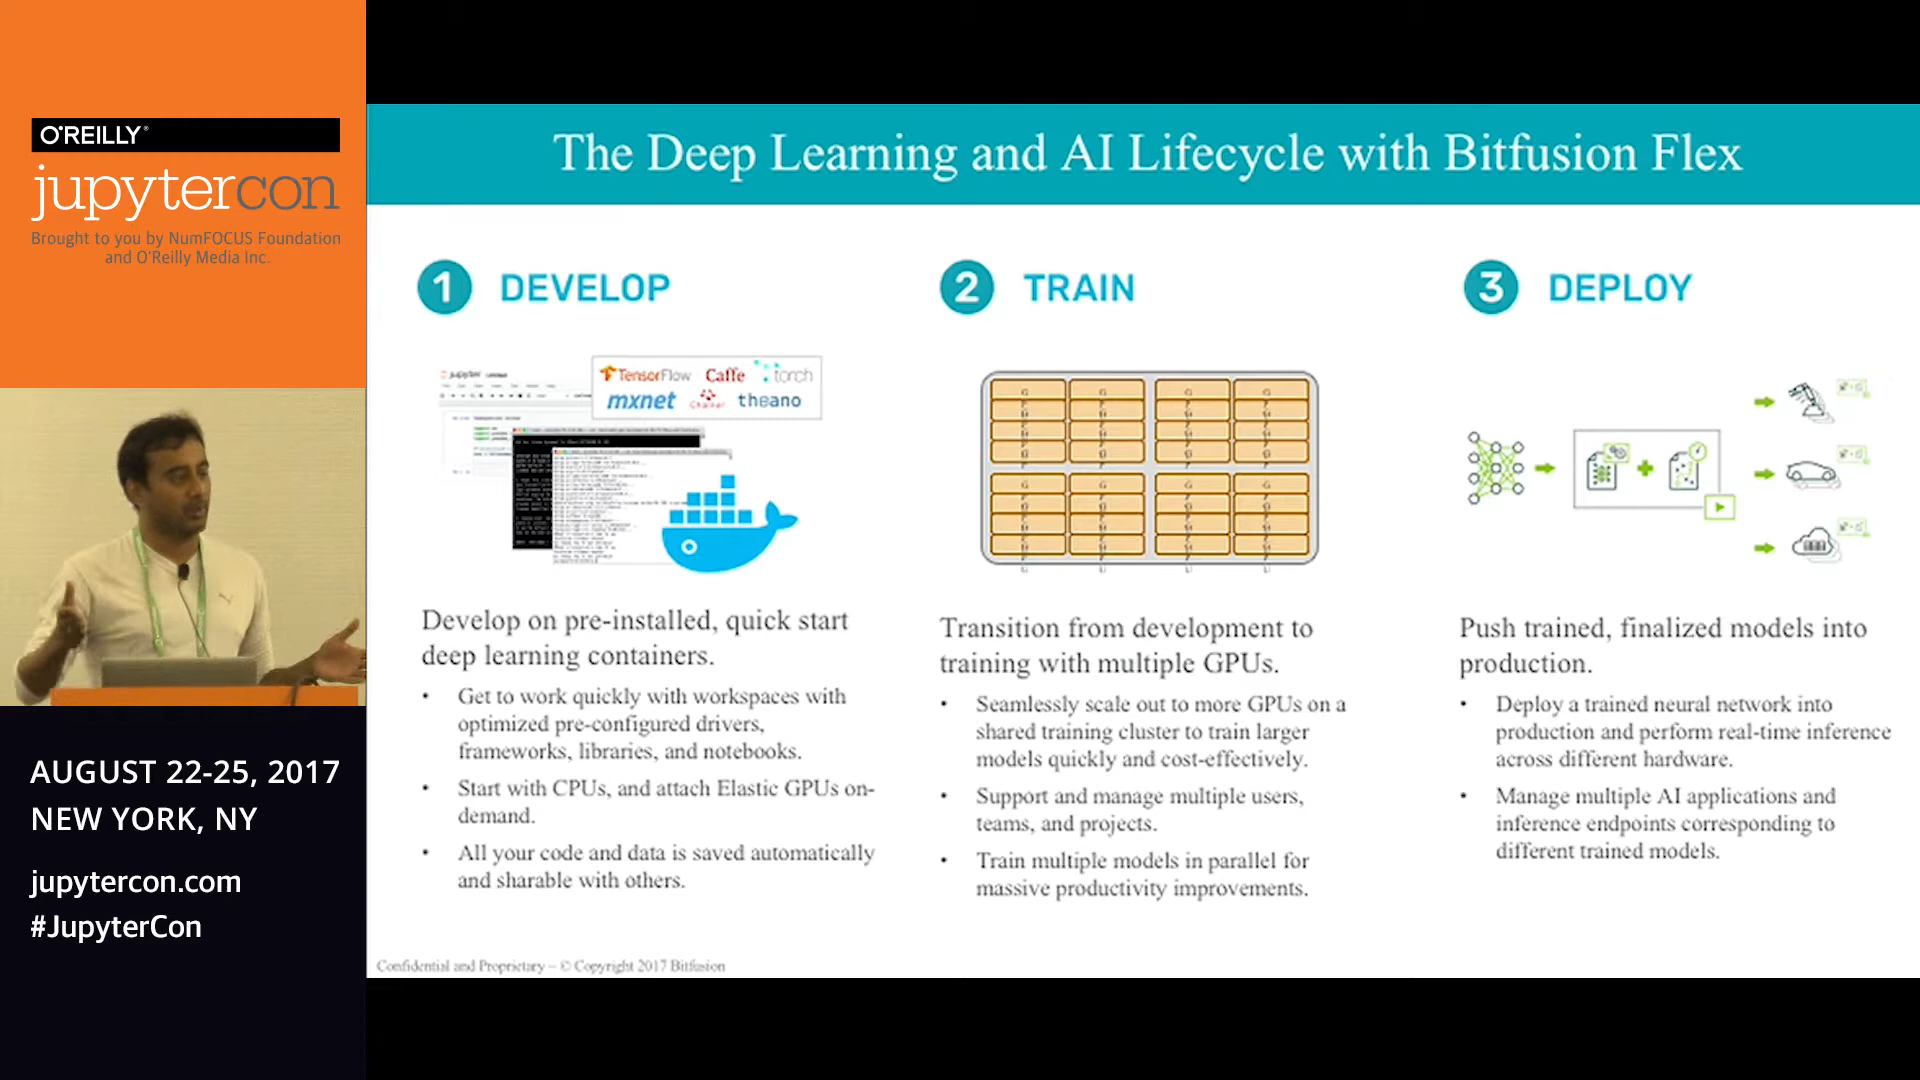 O'REILLY®
jupytercon
Brought to you by NumFOCUS Foundation
and O'Reilly Media Inc.
AUGUST 22-25, 2017
NEW YORK, NY
jupytercon.com
#JupyterCon
The Deep Learning and AI Lifecycle with Bitfusion Flex
1 DEVELOP
jupyter
TensorFlow Caffe torch
mxnet Chainer theano
Develop on pre-installed, quick start
deep learning containers.
• Get to work quickly with workspaces with
optimized pre-configured drivers,
frameworks, libraries, and notebooks.
• Start with CPUs, and attach Elastic GPUs on-
demand.
• All your code and data is saved automatically
and sharable with others.
2 TRAIN
Transition from development to
training with multiple GPUs.
• Seamlessly scale out to more GPUs on a
shared training cluster to train larger
models quickly and cost-effectively.
• Support and manage multiple users,
teams, and projects.
• Train multiple models in parallel for
massive productivity improvements.
3 DEPLOY
Push trained, finalized models into
production.
• Deploy a trained neural network into
production and perform real-time inference
across different hardware.
• Manage multiple AI applications and
inference endpoints corresponding to
different trained models.
Confidential and Proprietary – © Copyright 2017 Bitfusion